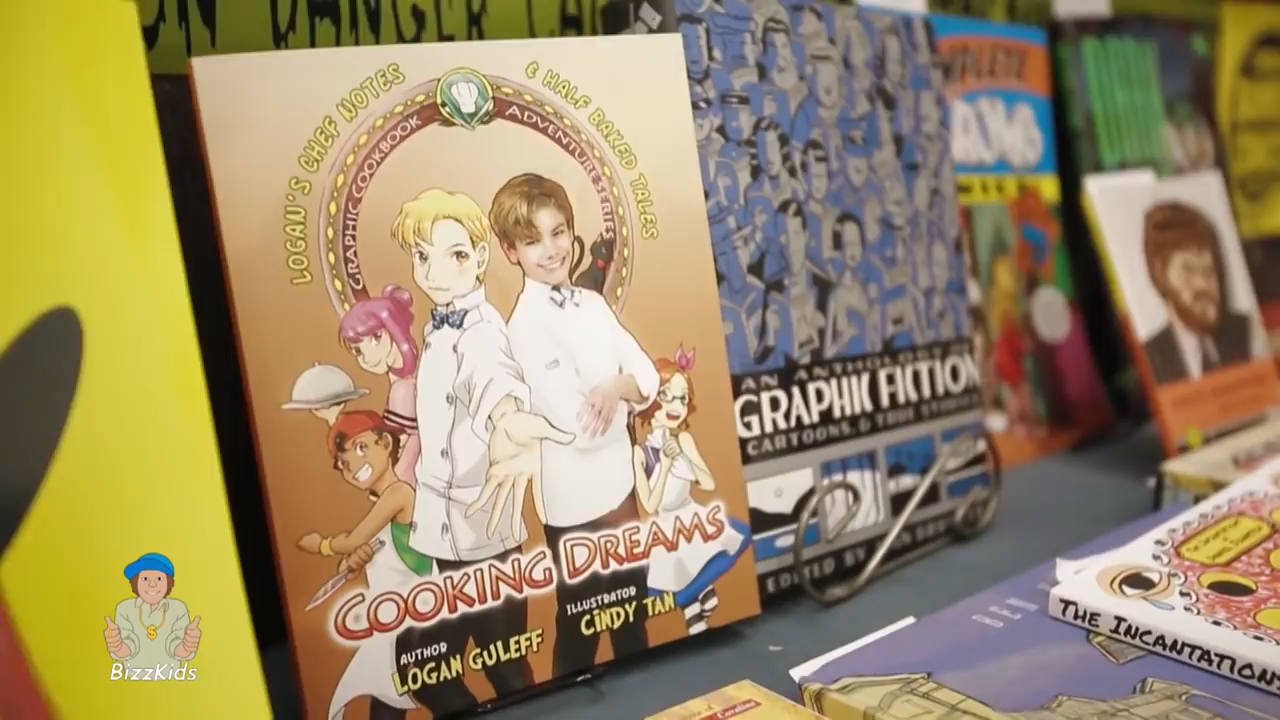 LOGAN'S CHEF NOTES
& HALF BAKED TALES
GRAPHIC COOKBOOK
ADVENTURE SERIES
COOKING DREAMS
AUTHOR
LOGAN GULEFF
ILLUSTRATOR
CINDY TAN
AN ANTHOLOGY OF
GRAPHIC FICTION
CARTOONS, & TRUE STORIES
EDITED BY
THE INCANTATIONS
BizzKids